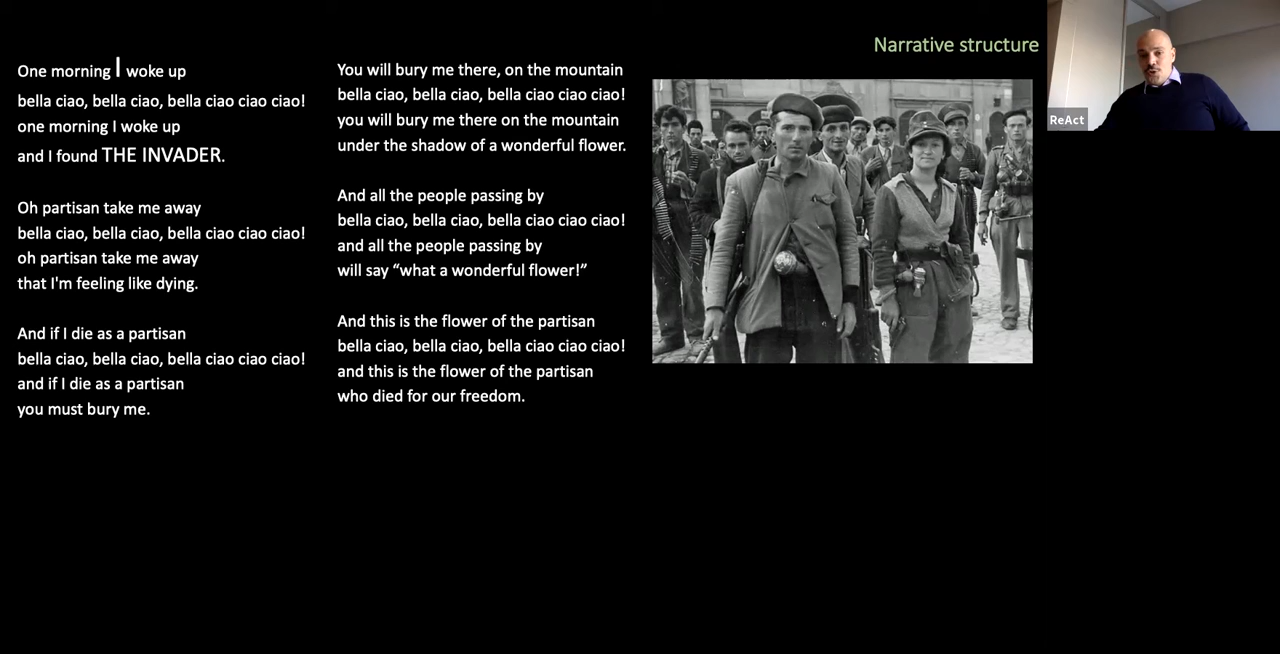 Narrative structure
One morning I woke up
bella ciao, bella ciao, bella ciao ciao ciao!
one morning I woke up
and I found THE INVADER.
Oh partisan take me away
bella ciao, bella ciao, bella ciao ciao ciao!
oh partisan take me away
that I'm feeling like dying.
And if I die as a partisan
bella ciao, bella ciao, bella ciao ciao ciao!
and if I die as a partisan
you must bury me.
You will bury me there, on the mountain
bella ciao, bella ciao, bella ciao ciao ciao!
you will bury me there on the mountain
under the shadow of a wonderful flower.
And all the people passing by
bella ciao, bella ciao, bella ciao ciao ciao!
and all the people passing by
will say “what a wonderful flower!”
And this is the flower of the partisan
bella ciao, bella ciao, bella ciao ciao ciao!
and this is the flower of the partisan
who died for our freedom.
ReAct